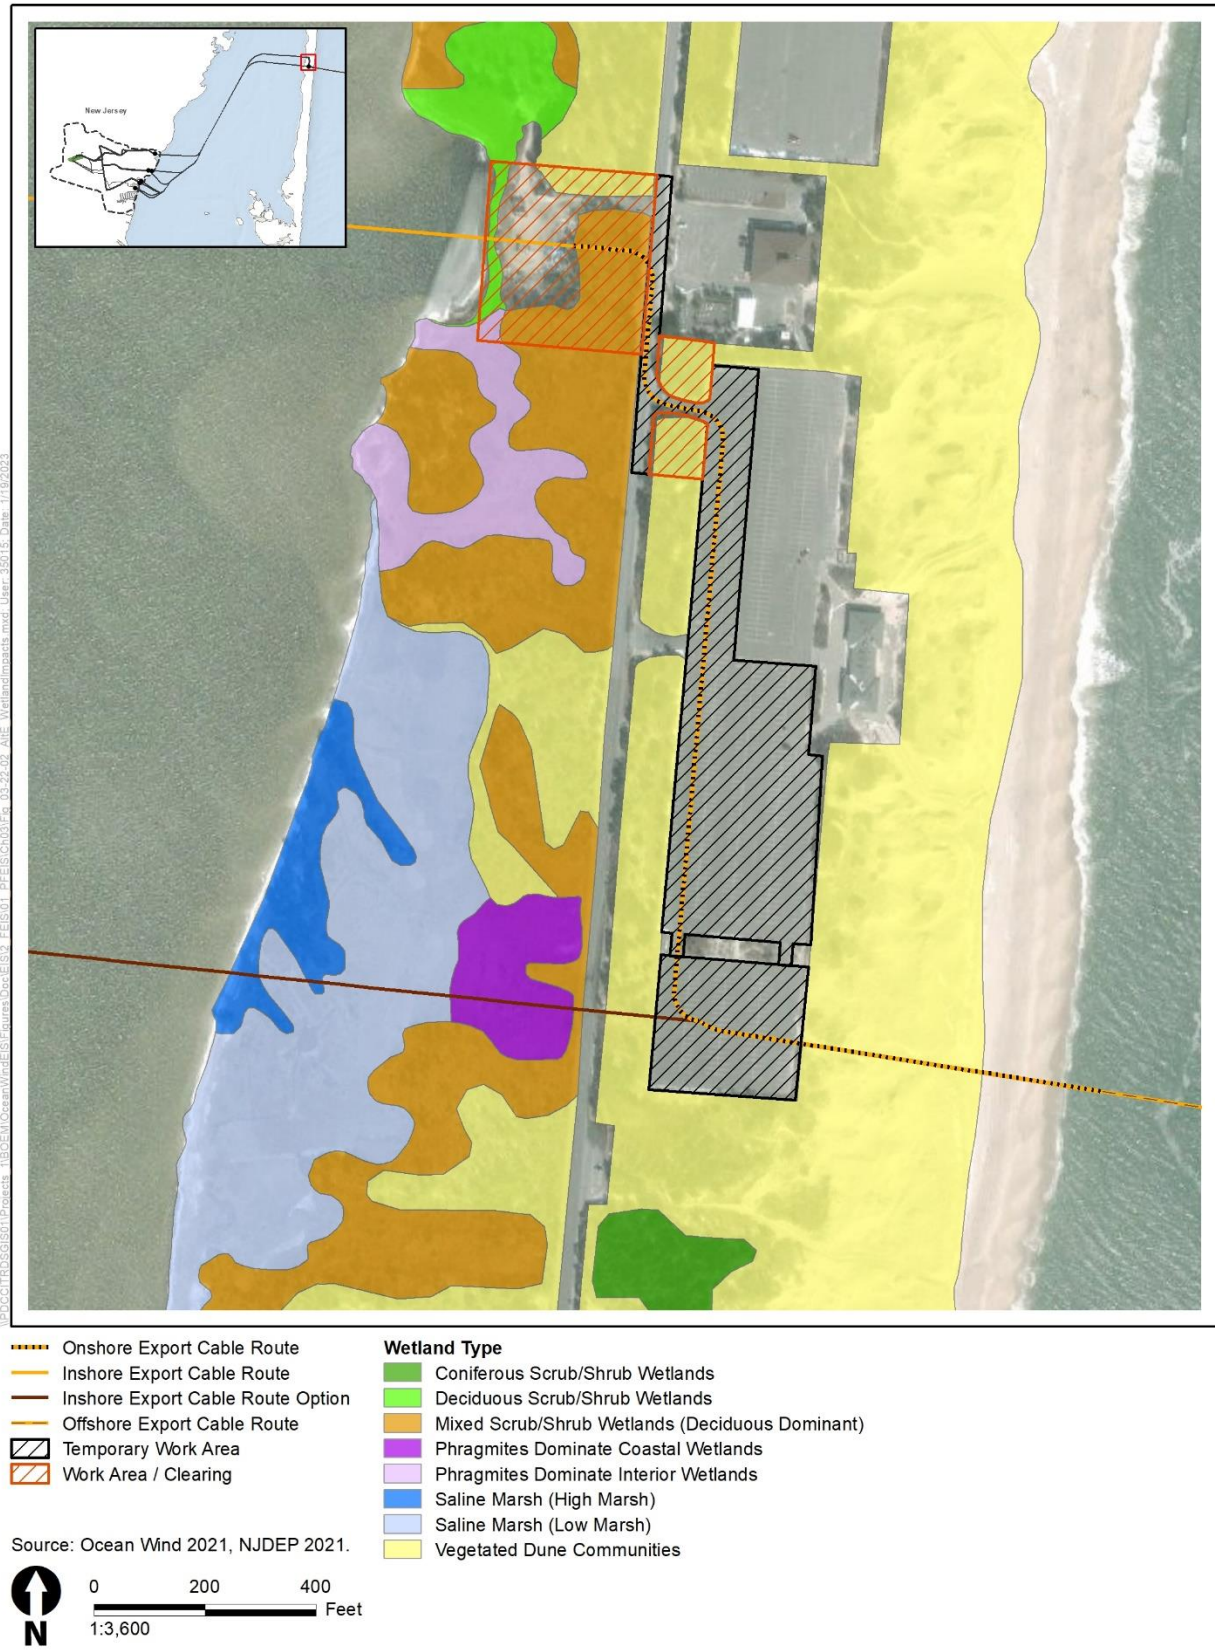 New Jersey
Onshore Export Cable Route
Inshore Export Cable Route
Inshore Export Cable Route Option
Offshore Export Cable Route
Temporary Work Area
Work Area / Clearing
Wetland Type
Coniferous Scrub/Shrub Wetlands
Deciduous Scrub/Shrub Wetlands
Mixed Scrub/Shrub Wetlands (Deciduous Dominant)
Phragmites Dominate Coastal Wetlands
Phragmites Dominate Interior Wetlands
Saline Marsh (High Marsh)
Saline Marsh (Low Marsh)
Vegetated Dune Communities
Source: Ocean Wind 2021, NJDEP 2021.
N
0 200 400
Feet
1:3,600